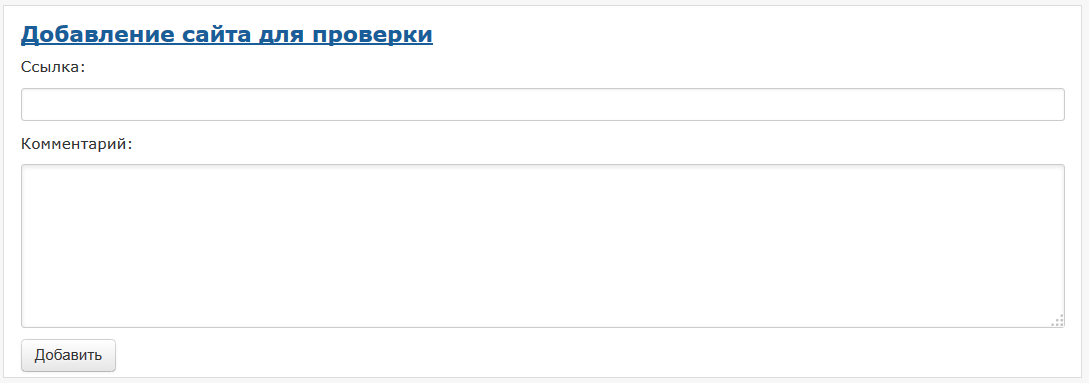 Добавление сайта для проверки
Ссылка:
Комментарий:
Добавить